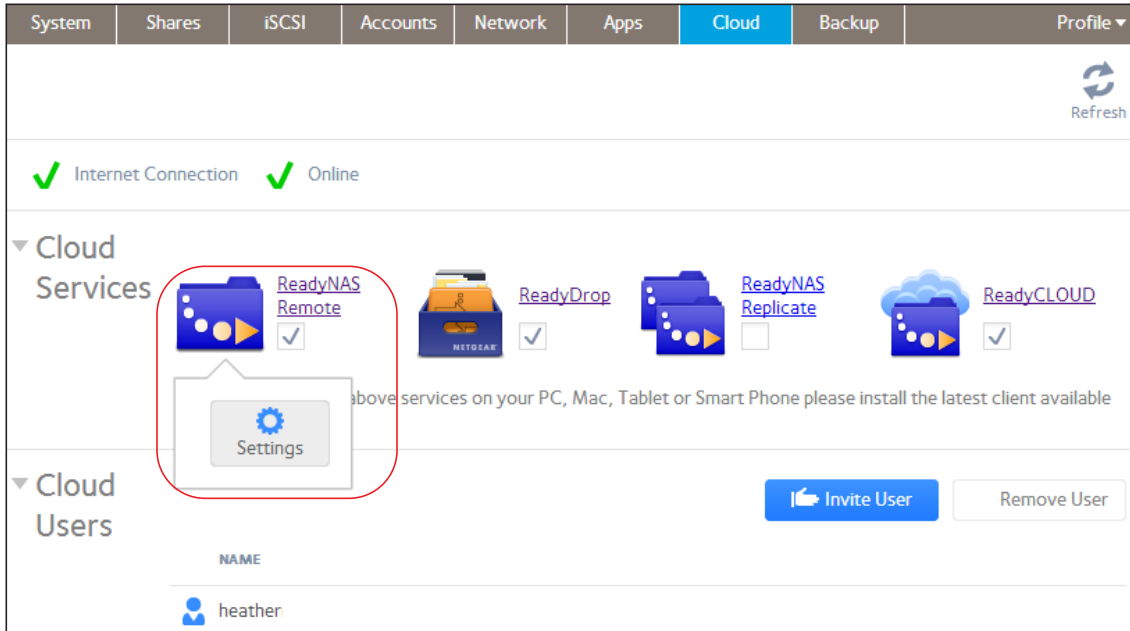 System Shares iSCSI Accounts Network Apps Cloud Backup Profile
Refresh
Internet Connection Online
Cloud
Services
ReadyNAS
Remote
NETGEAR
ReadyDrop
ReadyNAS
Replicate
ReadyCLOUD
above services on your PC, Mac, Tablet or Smart Phone please install the latest client available
Settings
Cloud
Users
Invite User Remove User
NAME
heather